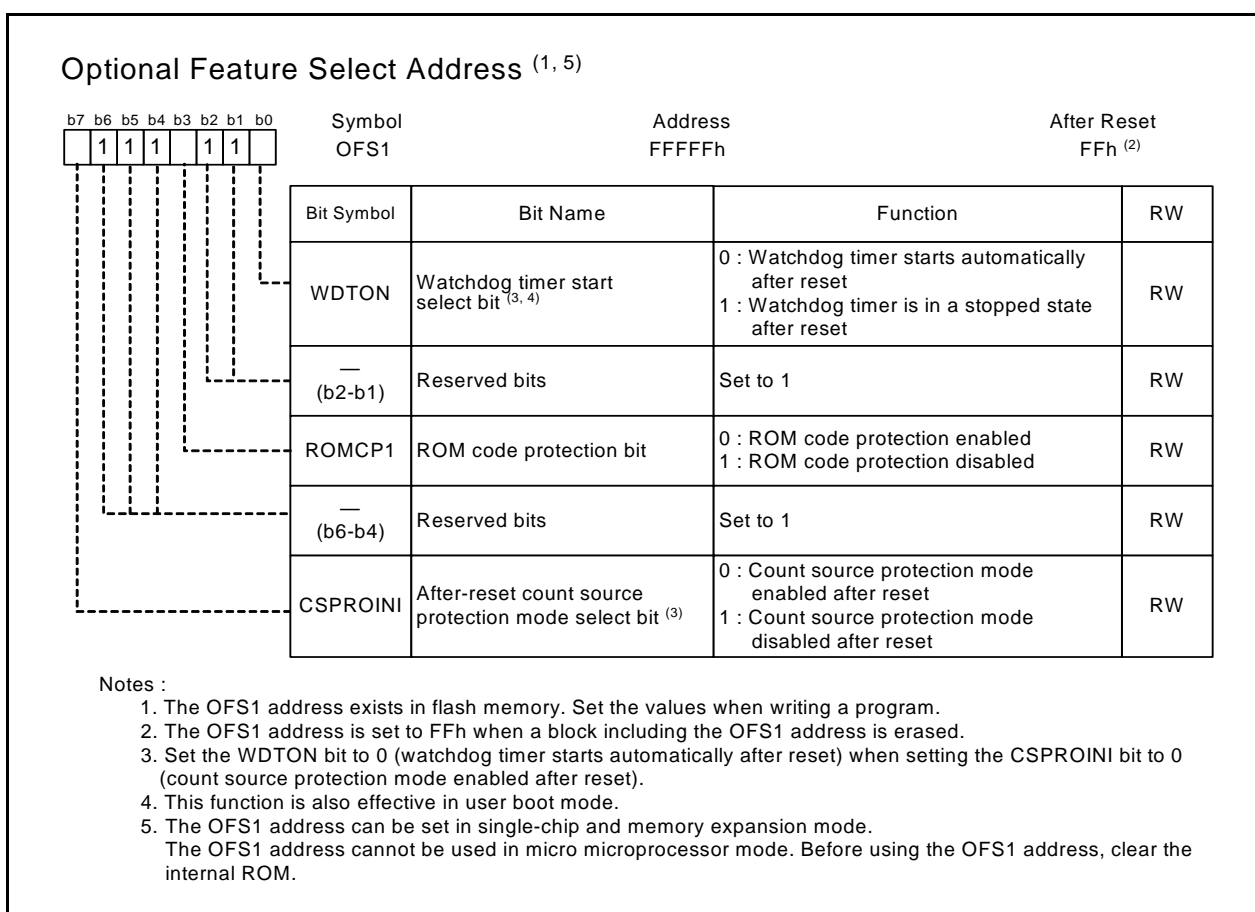 Optional Feature Select Address (1, 5)
b7 b6 b5 b4 b3 b2 b1 b0 Symbol Address After Reset
1 1 1 1 1 OFS1 FFFFFh FFh (2)
Bit Symbol Bit Name Function RW
WDTON Watchdog timer start select bit (3, 4) 0 : Watchdog timer starts automatically
after reset
1 : Watchdog timer is in a stopped state
after reset RW
—
(b2-b1) Reserved bits Set to 1 RW
ROMCP1 ROM code protection bit 0 : ROM code protection enabled
1 : ROM code protection disabled RW
—
(b6-b4) Reserved bits Set to 1 RW
CSPROINI After-reset count source protection mode select bit (3) 0 : Count source protection mode
enabled after reset
1 : Count source protection mode
disabled after reset RW
Notes :
1. The OFS1 address exists in flash memory. Set the values when writing a program.
2. The OFS1 address is set to FFh when a block including the OFS1 address is erased.
3. Set the WDTON bit to 0 (watchdog timer starts automatically after reset) when setting the CSPROINI bit to 0
(count source protection mode enabled after reset).
4. This function is also effective in user boot mode.
5. The OFS1 address can be set in single-chip and memory expansion mode.
The OFS1 address cannot be used in micro microprocessor mode. Before using the OFS1 address, clear the
internal ROM.